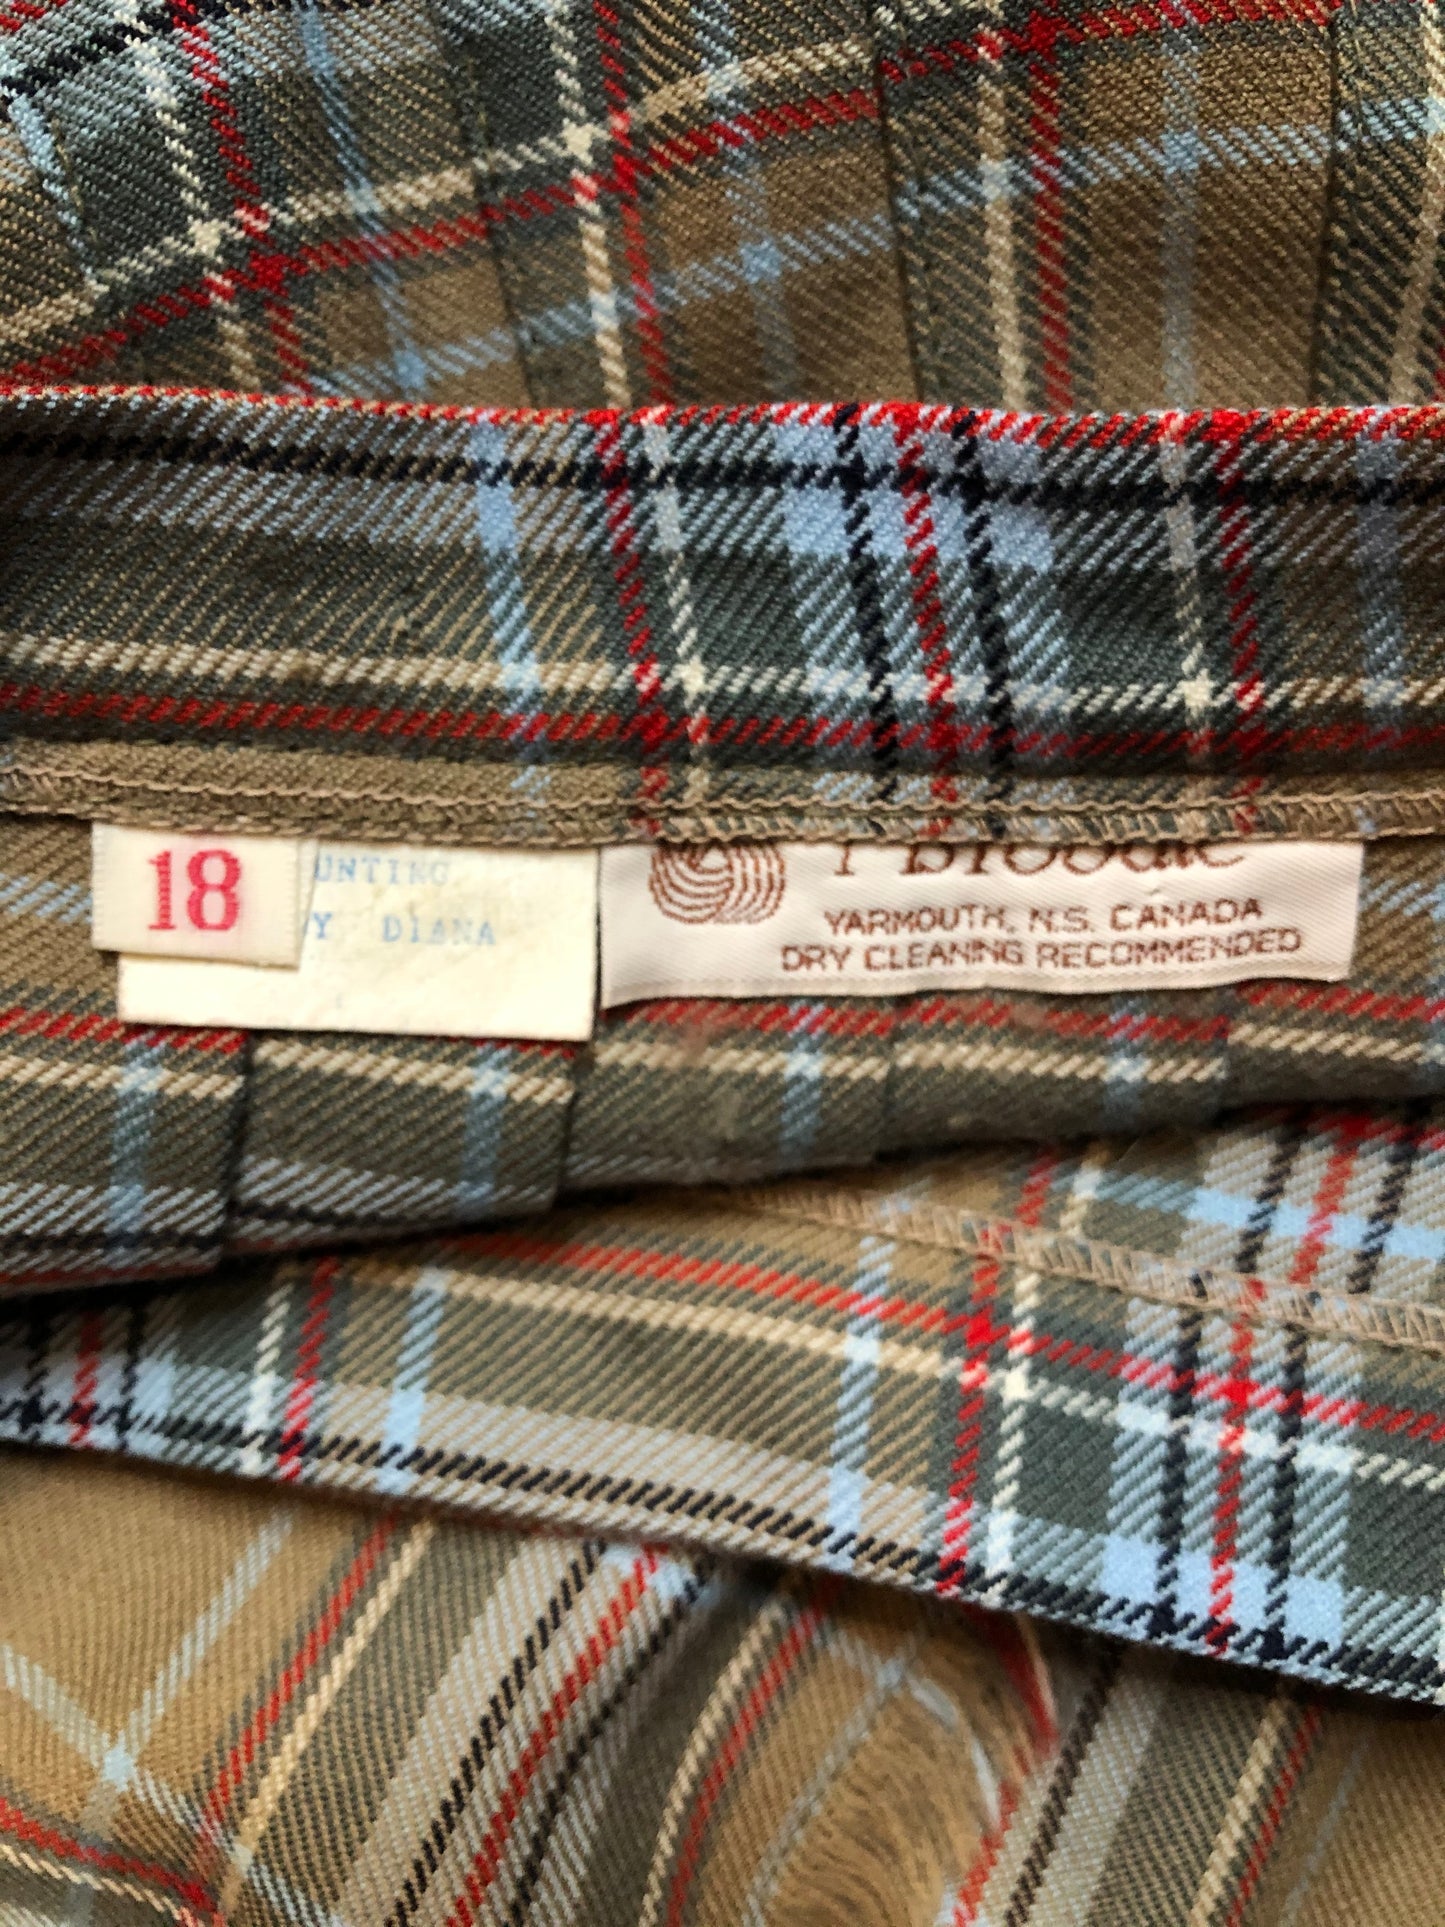 18
UNTING
Y DIANA
YARMOUTH, N.S. CANADA
DRY CLEANING RECOMMENDED